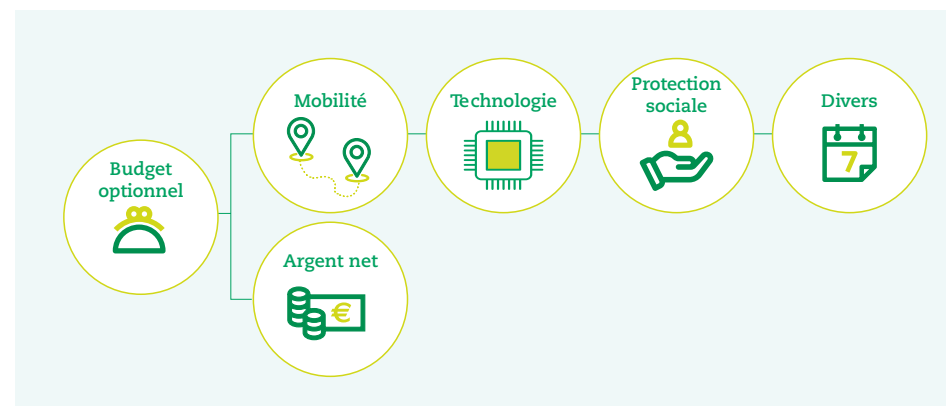 Budget
optionnel
Mobilité
Technologie
Protection
sociale
Divers
7
Argent net
€